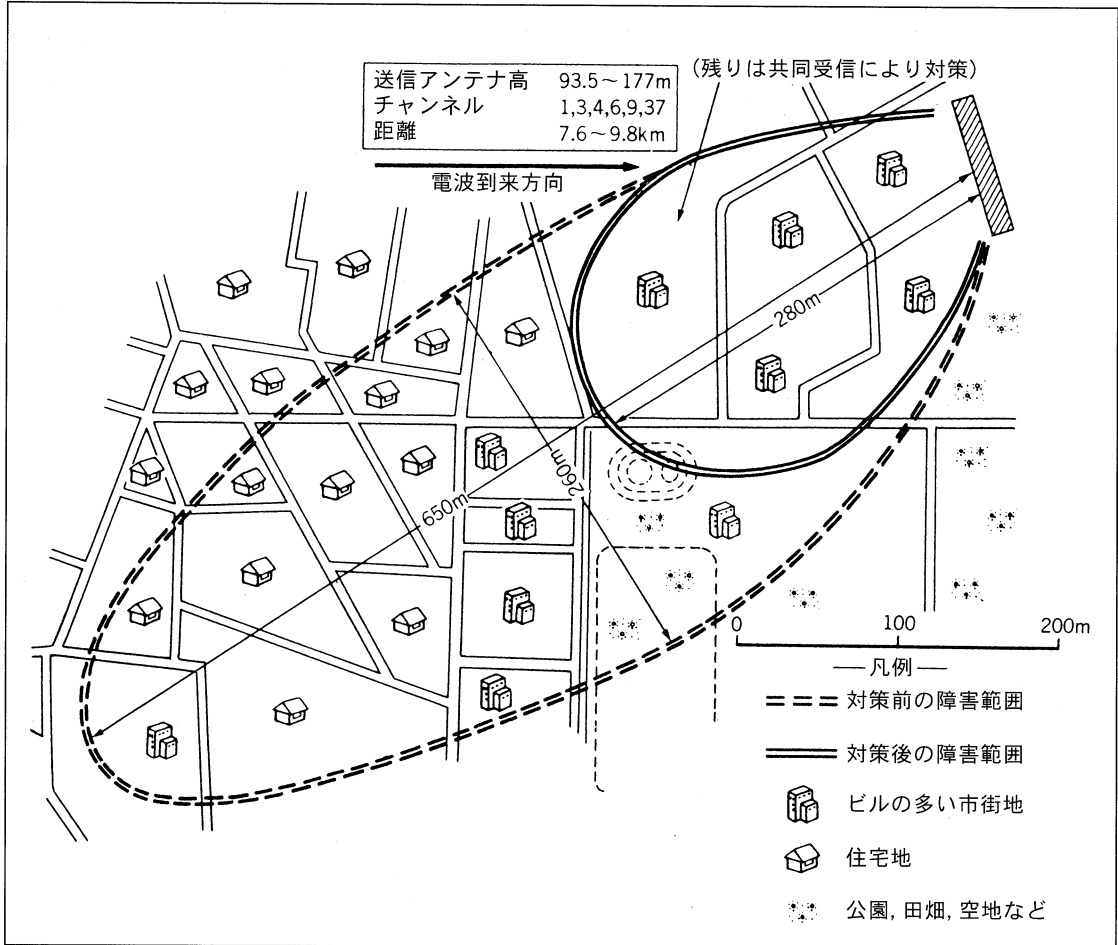 送信アンテナ高 93.5～177m
チャンネル 1,3,4,6,9,37
距離 7.6～9.8km
(残りは共同受信により対策)
電波到来方向
280m
260m
650m
0 100 200m
凡例
対策前の障害範囲
対策後の障害範囲
ビルの多い市街地
住宅地
公園, 田畑, 空地など